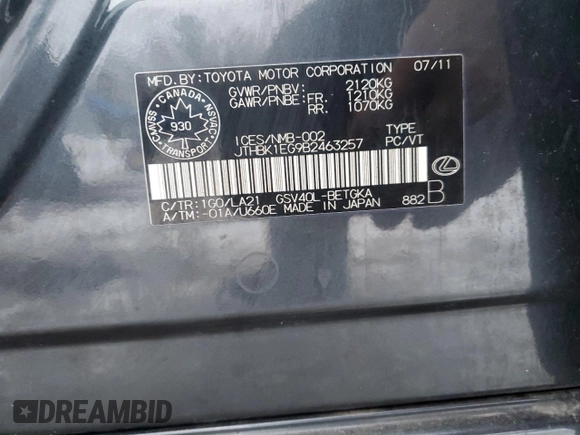 MFD.BY:TOYOTA MOTOR CORPORATION 07/11
GVWR/PNBV: 2120KG
GAWR/PNBE:FR. 1210KG
RR. 1070KG
CANADA
CMVSS NSVAC
930
TRANSPORT
ICES/NMB-002 TYPE
JTHBK1EG9B2463257 PC/VT
C/TR:1G0/LA21 GSV40L-BETGKA
A/TM:-01A/U660E MADE IN JAPAN 882 B
DREAMBID